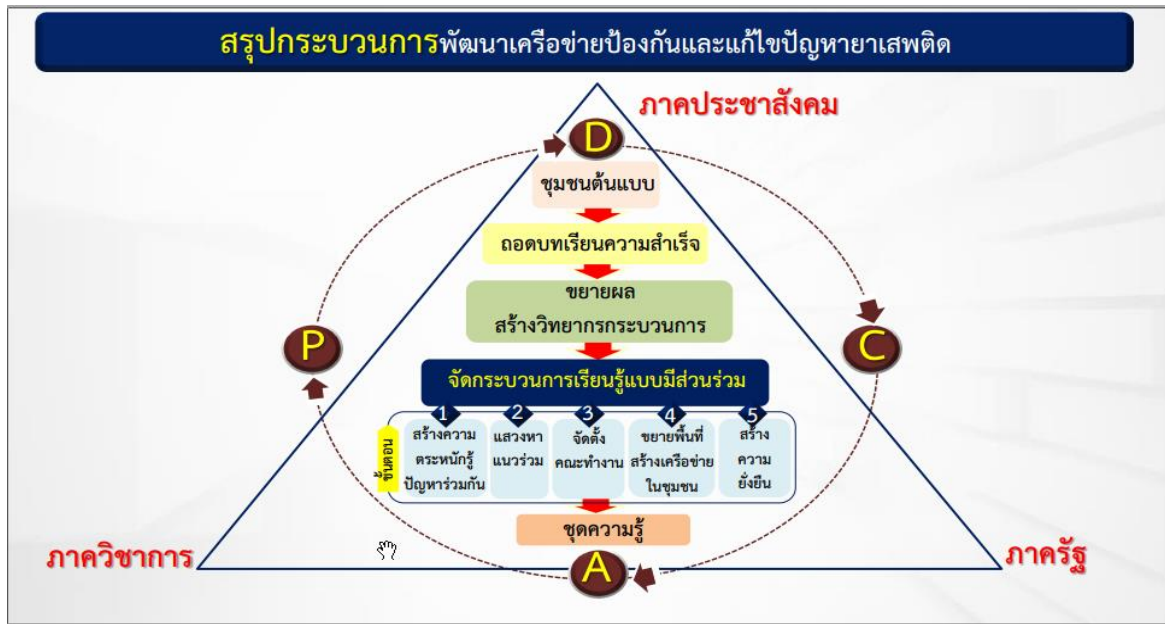 สรุปกระบวนการพัฒนาเครือข่ายป้องกันและแก้ไขปัญหายาเสพติด
ภาคประชาสังคม
D
ชุมชนต้นแบบ
ถอดบทเรียนความสำเร็จ
ขยายผล
สร้างวิทยากรกระบวนการ
P
C
จัดกระบวนการเรียนรู้แบบมีส่วนร่วม
ขั้นตอน
1
สร้างความ
ตระหนักรู้
ปัญหาร่วมกัน
2
แสวงหา
แนวร่วม
3
จัดตั้ง
คณะทำงาน
4
ขยายพื้นที่
สร้างเครือข่าย
ในชุมชน
5
สร้าง
ความ
ยั่งยืน
ชุดความรู้
ภาควิชาการ
A
ภาครัฐ